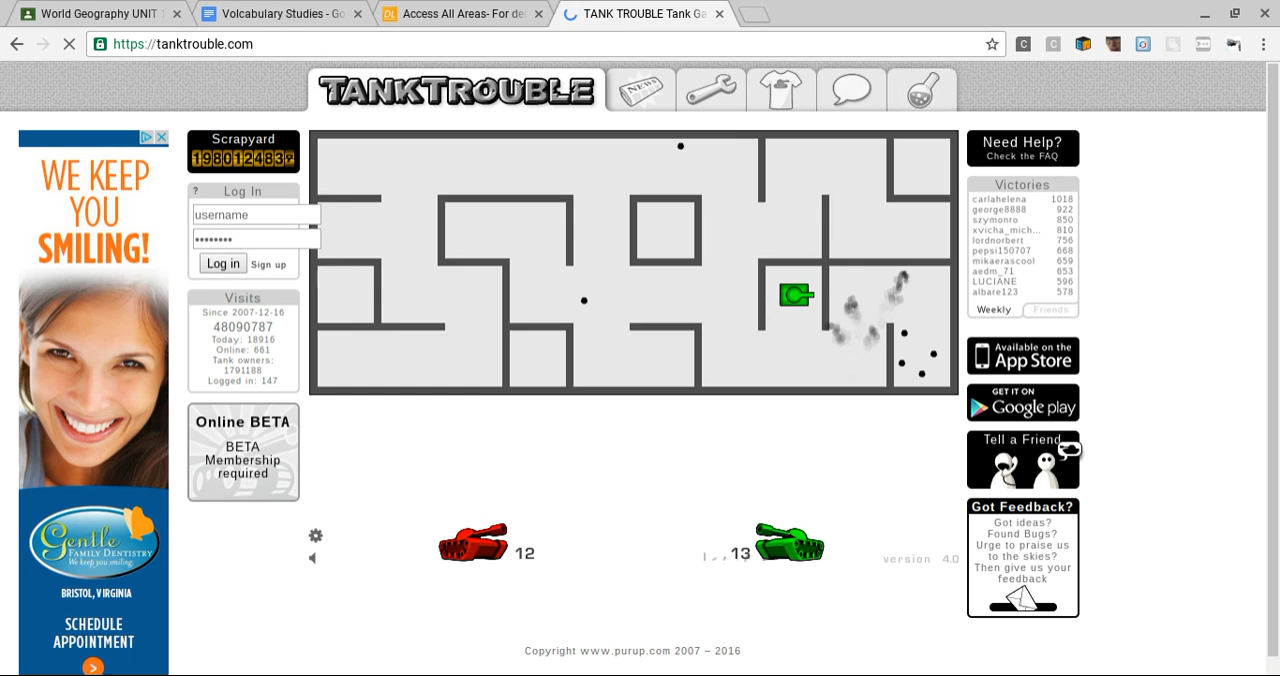 World Geography UNIT 1
Volcabulary Studies - Go
Access All Areas- For de
TANK TROUBLE Tank Ga
https://tanktrouble.com
TANKTROUBLE
NEWS
WE KEEP
YOU
SMILING!
Gentle
FAMILY DENTISTRY
We keep you smiling.
BRISTOL, VIRGINIA
SCHEDULE
APPOINTMENT
Scrapyard
198012483
? Log In
username
••••••••
Log in Sign up
Visits
Since 2007-12-16
48090787
Today: 18916
Online: 661
Tank owners:
1791188
Logged in: 147
Online BETA
BETA
Membership
required
12
13
version 4.0
Copyright www.purup.com 2007 – 2016
Need Help?
Check the FAQ
Victories
carlahelena 1018
george8888 922
szymonro 850
xvicha_mich... 810
lordnorbert 756
pepsi150707 668
mikaerascool 659
aedm_71 653
LUCIANE 596
albare123 578
Weekly Friends
Available on the
App Store
GET IT ON
Google play
Tell a Friend
Got Feedback?
Got ideas?
Found Bugs?
Urge to praise us
to the skies?
Then give us your
feedback